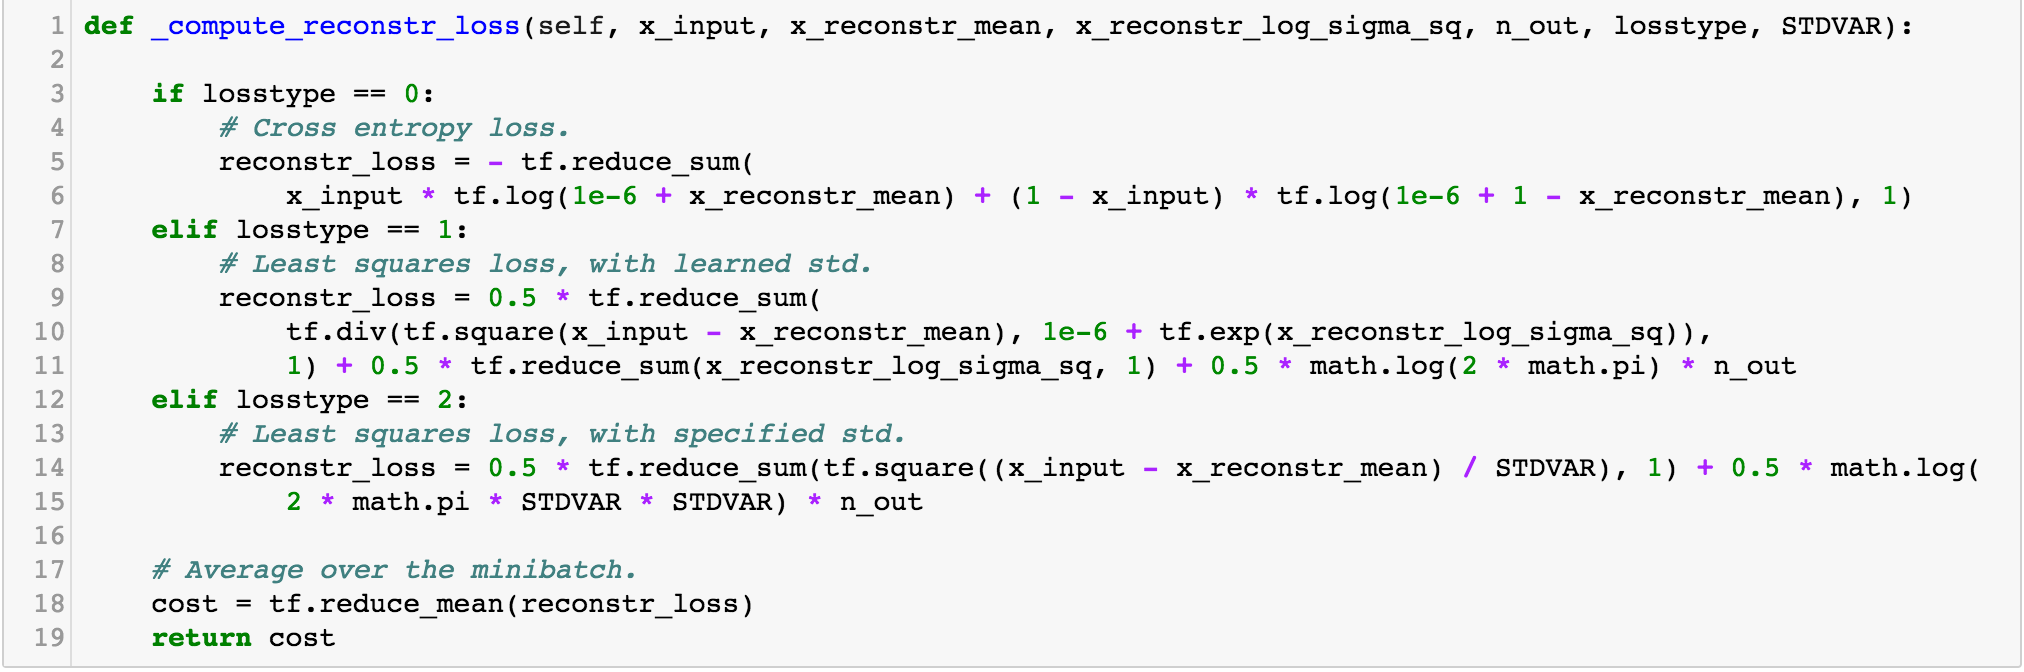 1 def _compute_reconstr_loss(self, x_input, x_reconstr_mean, x_reconstr_log_sigma_sq, n_out, losstype, STDVAR):
2
3     if losstype == 0:
4         # Cross entropy loss.
5         reconstr_loss = - tf.reduce_sum(
6             x_input * tf.log(1e-6 + x_reconstr_mean) + (1 - x_input) * tf.log(1e-6 + 1 - x_reconstr_mean), 1)
7     elif losstype == 1:
8         # Least squares loss, with learned std.
9         reconstr_loss = 0.5 * tf.reduce_sum(
10             tf.div(tf.square(x_input - x_reconstr_mean), 1e-6 + tf.exp(x_reconstr_log_sigma_sq)),
11             1) + 0.5 * tf.reduce_sum(x_reconstr_log_sigma_sq, 1) + 0.5 * math.log(2 * math.pi) * n_out
12     elif losstype == 2:
13         # Least squares loss, with specified std.
14         reconstr_loss = 0.5 * tf.reduce_sum(tf.square((x_input - x_reconstr_mean) / STDVAR), 1) + 0.5 * math.log(
15             2 * math.pi * STDVAR * STDVAR) * n_out
16
17     # Average over the minibatch.
18     cost = tf.reduce_mean(reconstr_loss)
19     return cost